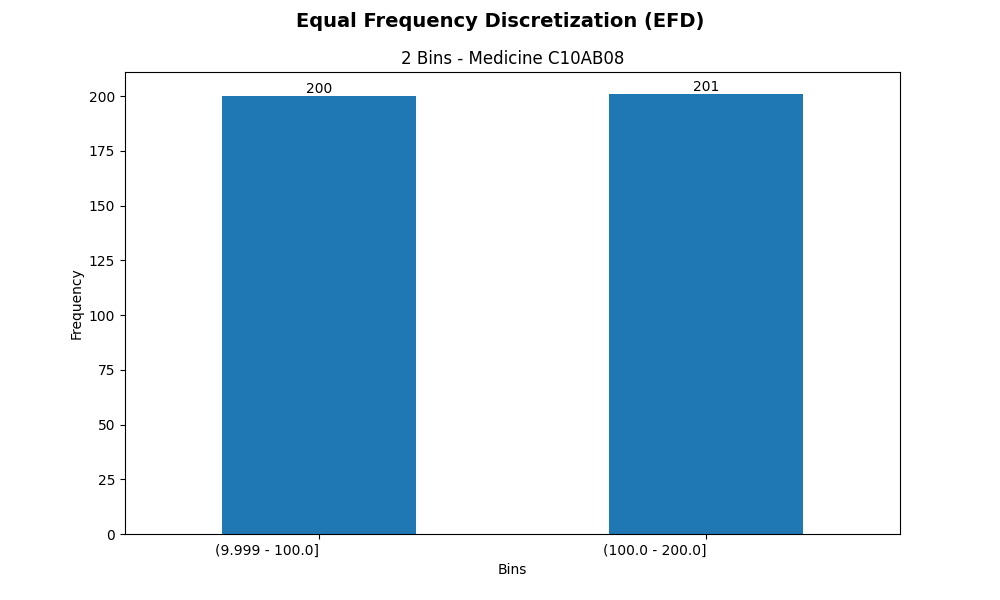 Equal Frequency Discretization (EFD)
2 Bins - Medicine C10AB08
200
201
200
175
150
125
100
75
50
25
0
Frequency
(9.999 - 100.0]
(100.0 - 200.0]
Bins